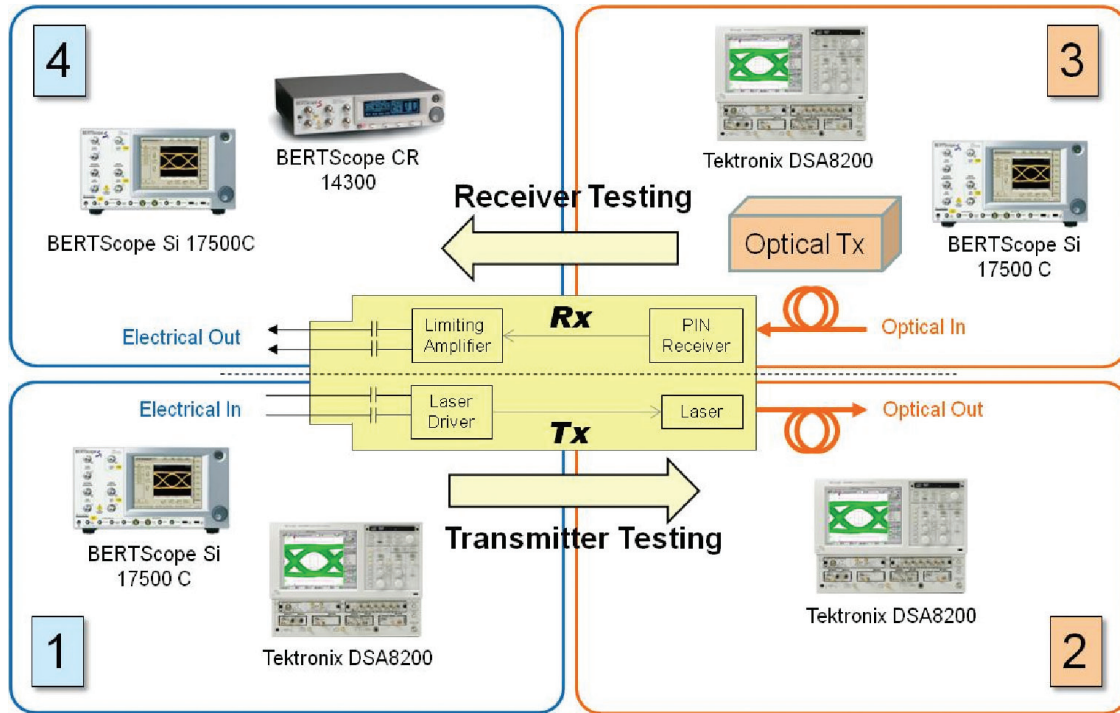 4
BERTScope CR
14300
BERTScope Si 17500C
3
Tektronix DSA8200
BERTScope Si
17500 C
Optical Tx
Receiver Testing
Electrical Out
Limiting
Amplifier
Rx
PIN
Receiver
Optical In
Electrical In
Laser
Driver
Tx
Laser
Optical Out
Transmitter Testing
BERTScope Si
17500 C
Tektronix DSA8200
1
Tektronix DSA8200
2